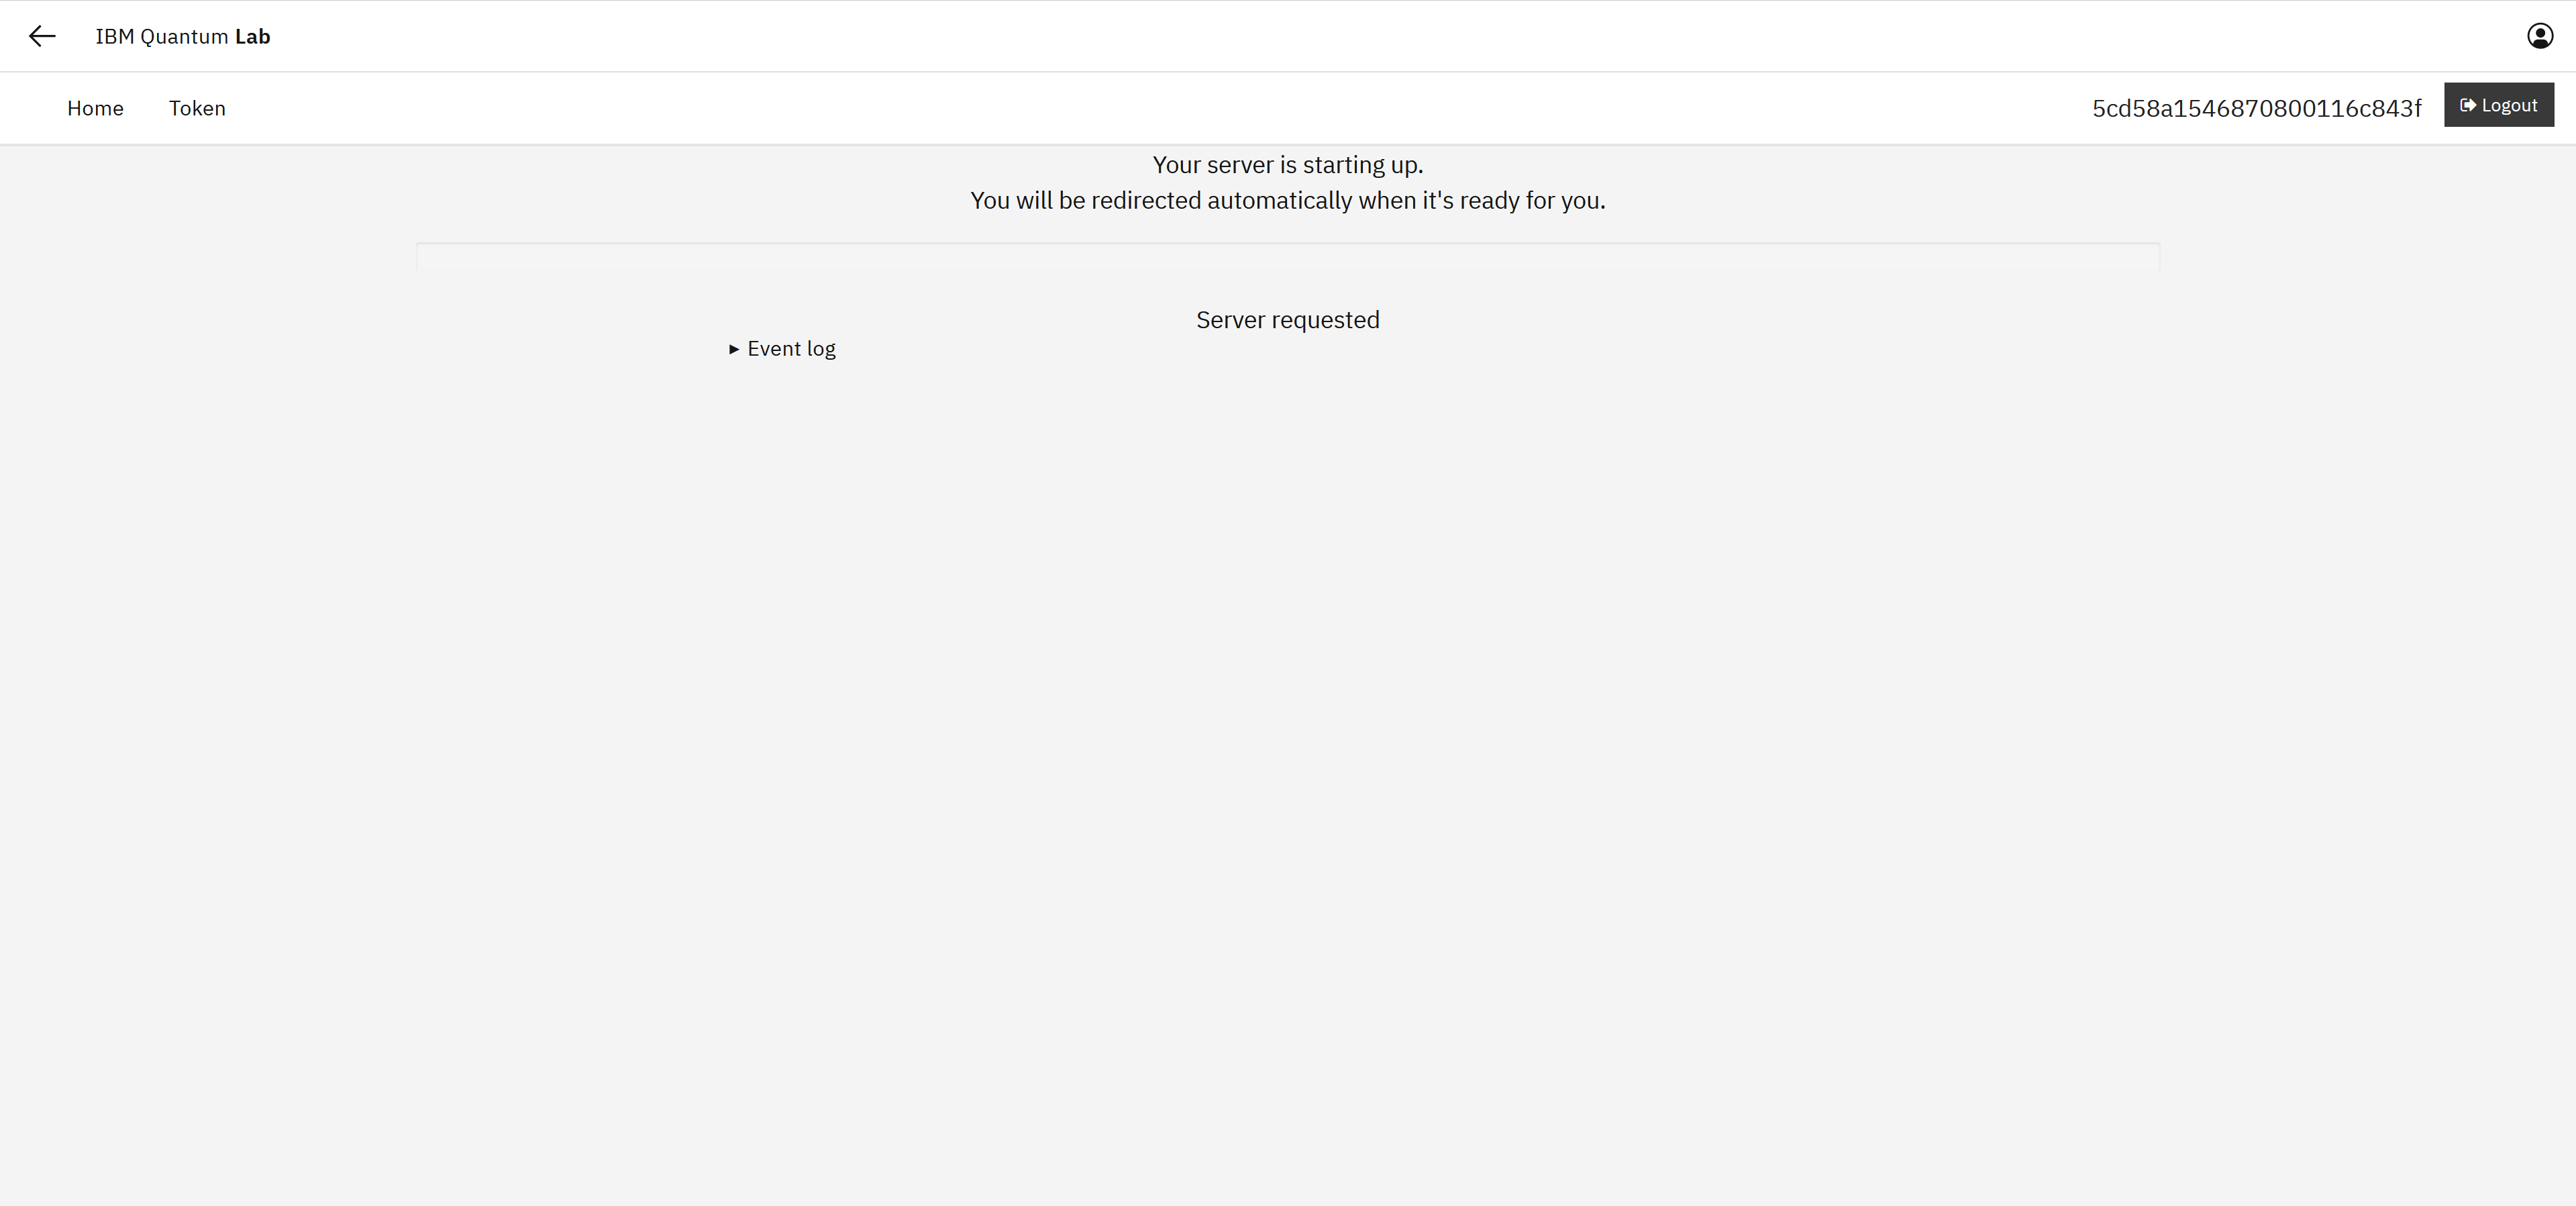 IBM Quantum Lab
Home Token 5cd58a1546870800116c843f Logout
Your server is starting up.
You will be redirected automatically when it's ready for you.
Server requested
Event log